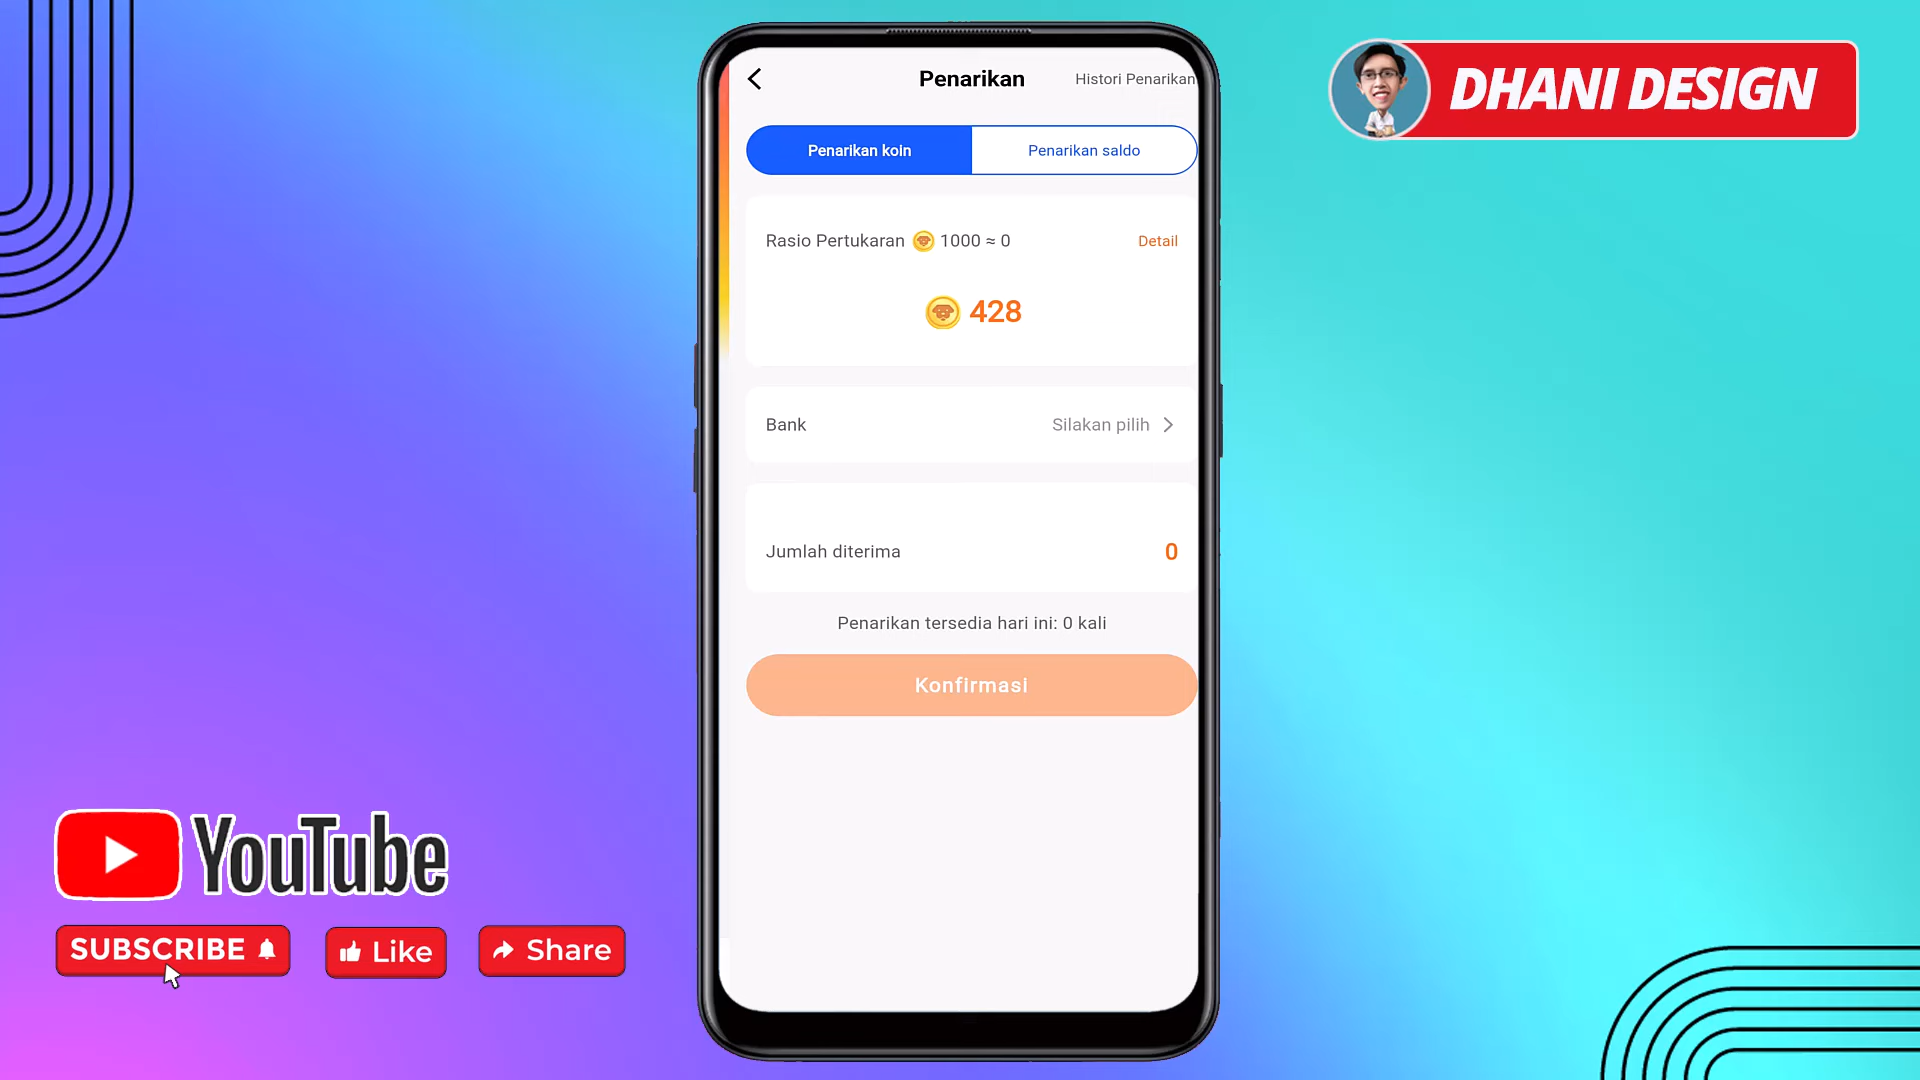 Penarikan
Histori Penarikan
DHANI DESIGN
Penarikan koin
Penarikan saldo
Rasio Pertukaran 1000 ≈ 0
Detail
428
Bank
Silakan pilih
Jumlah diterima
0
Penarikan tersedia hari ini: 0 kali
Konfirmasi
YouTube
SUBSCRIBE
Like
Share